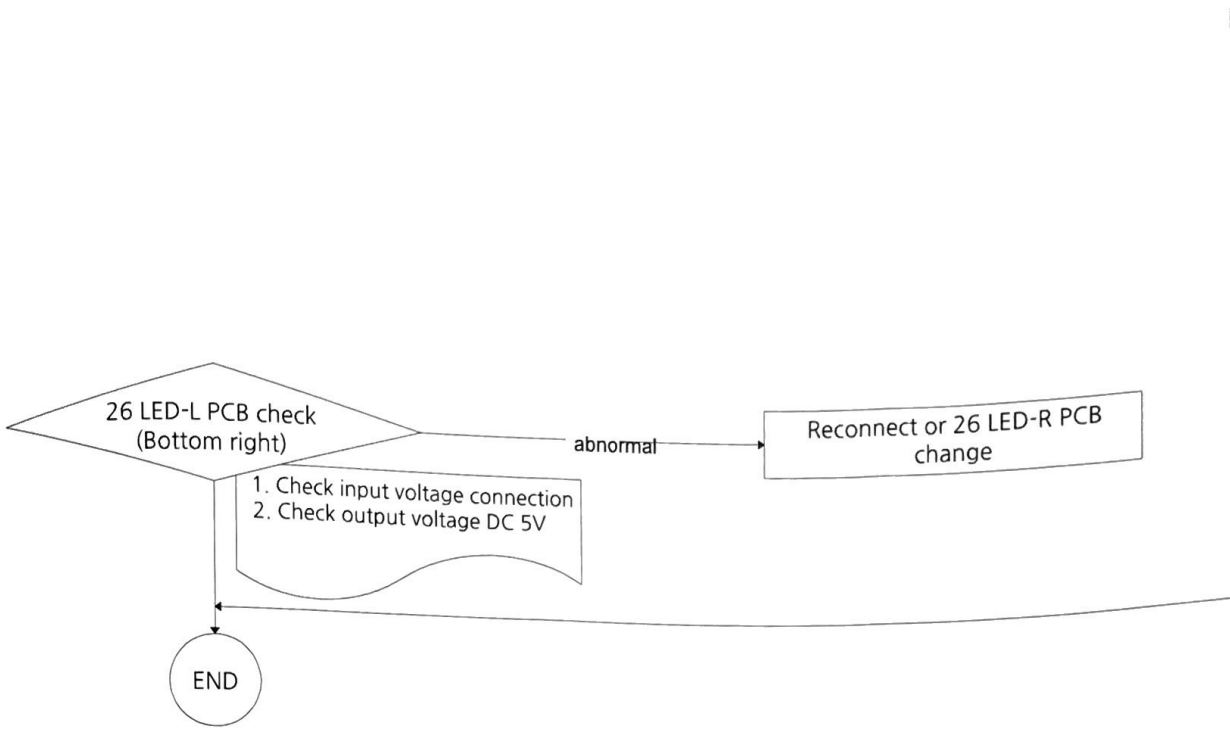 26 LED-L PCB check
(Bottom right)
abnormal
Reconnect or 26 LED-R PCB
change
1. Check input voltage connection
2. Check output voltage DC 5V
END